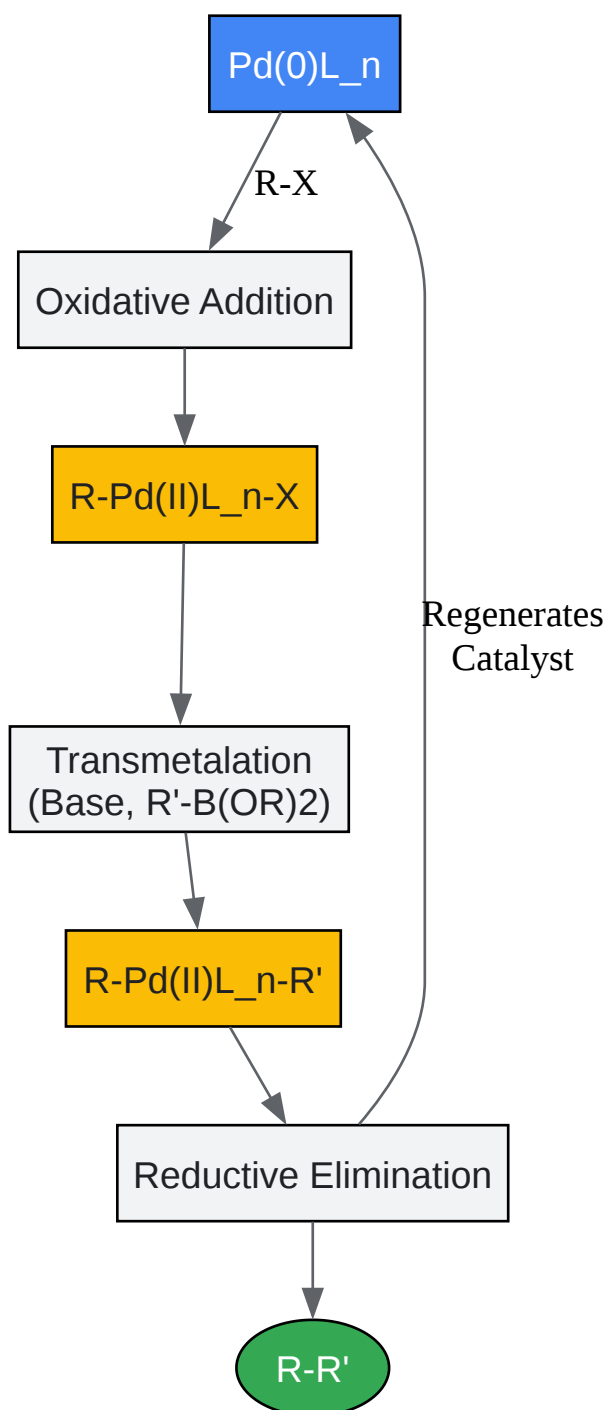 Pd(0)L_n
R-X
Oxidative Addition
R-Pd(II)L_n-X
Regenerates
Catalyst
Transmetalation
(Base, R'-B(OR)2)
R-Pd(II)L_n-R'
Reductive Elimination
R-R'